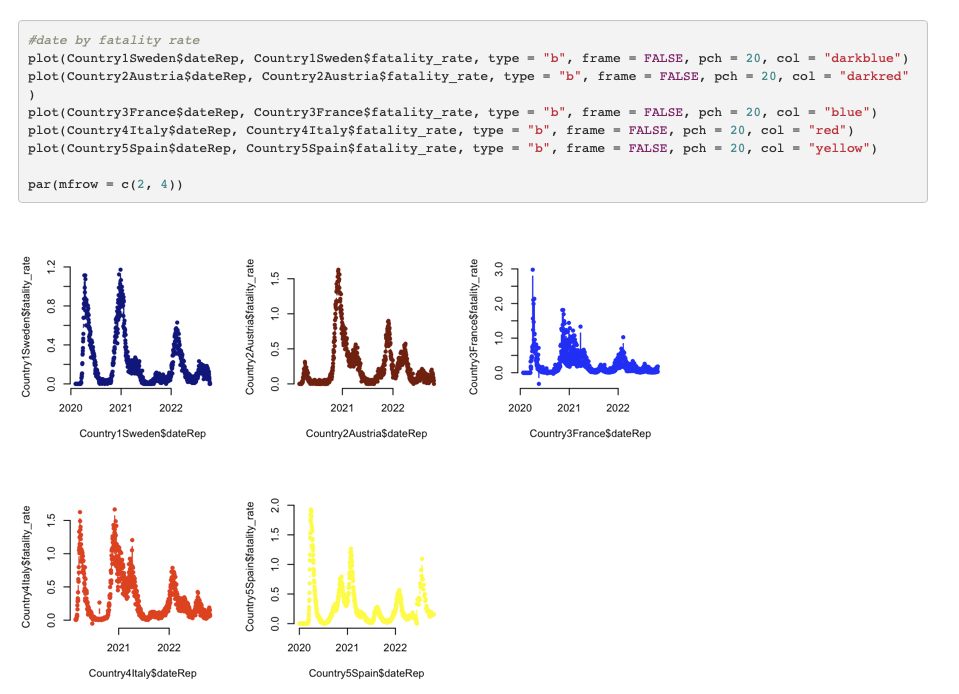 #date by fatality rate
plot(Country1Sweden$dateRep, Country1Sweden$fatality_rate, type = "b", frame = FALSE, pch = 20, col = "darkblue")
plot(Country2Austria$dateRep, Country2Austria$fatality_rate, type = "b", frame = FALSE, pch = 20, col = "darkred"
)
plot(Country3France$dateRep, Country3France$fatality_rate, type = "b", frame = FALSE, pch = 20, col = "blue")
plot(Country4Italy$dateRep, Country4Italy$fatality_rate, type = "b", frame = FALSE, pch = 20, col = "red")
plot(Country5Spain$dateRep, Country5Spain$fatality_rate, type = "b", frame = FALSE, pch = 20, col = "yellow")
par(mfrow = c(2, 4))
Country1Sweden$fatality_rate
1.2
0.8
0.4
0.0
2020 2021 2022
Country1Sweden$dateRep
Country2Austria$fatality_rate
1.5
1.0
0.5
0.0
2021 2022
Country2Austria$dateRep
Country3France$fatality_rate
3.0
2.0
1.0
0.0
2020 2021 2022
Country3France$dateRep
Country4Italy$fatality_rate
1.5
1.0
0.5
0.0
2021 2022
Country4Italy$dateRep
Country5Spain$fatality_rate
2.0
1.5
1.0
0.5
0.0
2020 2021 2022
Country5Spain$dateRep